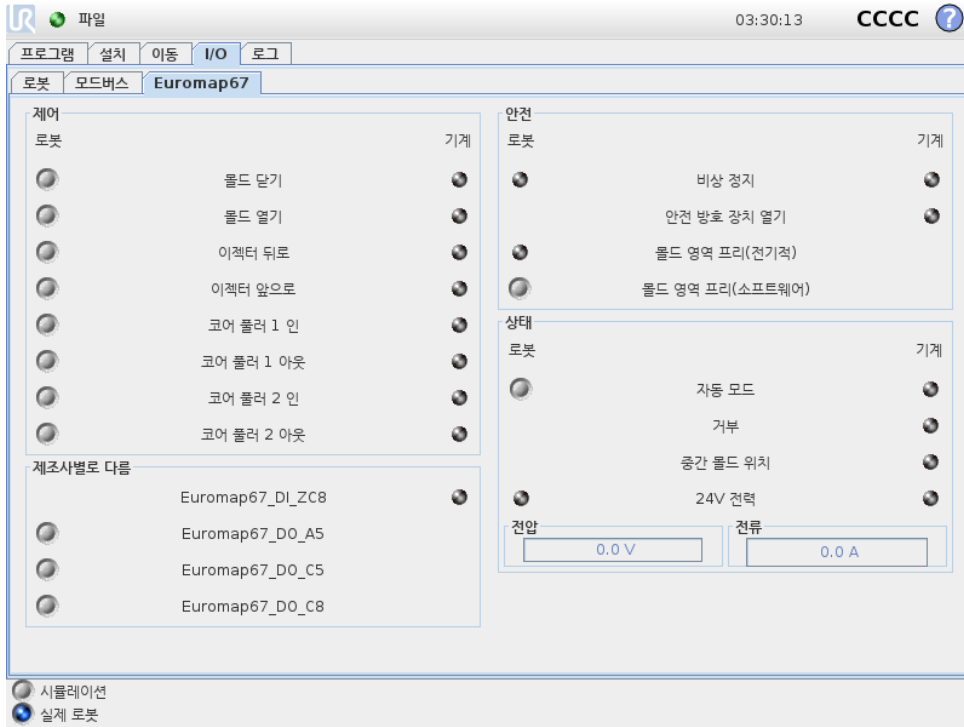 UR 파일 03:30:13 CCCC ?
프로그램 설치 이동 I/O 로그
로봇 모드버스 Euromap67
제어
로봇 기계
몰드 닫기
몰드 열기
이젝터 뒤로
이젝터 앞으로
코어 풀러 1 인
코어 풀러 1 아웃
코어 풀러 2 인
코어 풀러 2 아웃
제조사별로 다름
Euromap67_DI_ZC8
Euromap67_DO_A5
Euromap67_DO_C5
Euromap67_DO_C8
안전
로봇 기계
비상 정지
안전 방호 장치 열기
몰드 영역 프리(전기적)
몰드 영역 프리(소프트웨어)
상태
로봇 기계
자동 모드
거부
중간 몰드 위치
24V 전력
전압 전류
0.0 V 0.0 A
시뮬레이션
실제 로봇